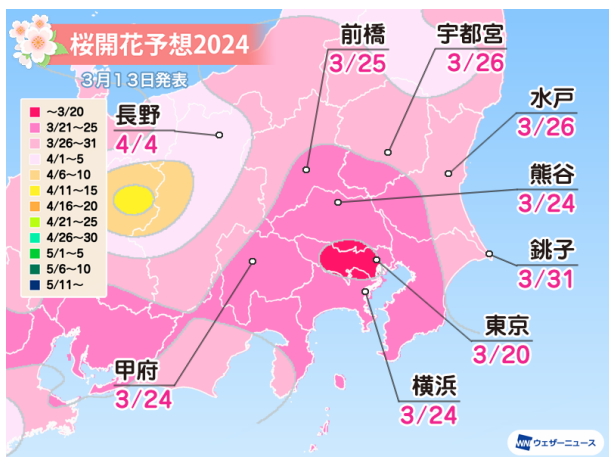 桜開花予想2024
3月13日発表
~3/20
3/21~25
3/26~31
4/1~5
4/6~10
4/11~15
4/16~20
4/21~25
4/26~30
5/1~5
5/6~10
5/11~
前橋
3/25
宇都宮
3/26
長野
4/4
水戸
3/26
熊谷
3/24
銚子
3/31
東京
3/20
甲府
3/24
横浜
3/24
WN ウェザーニュース